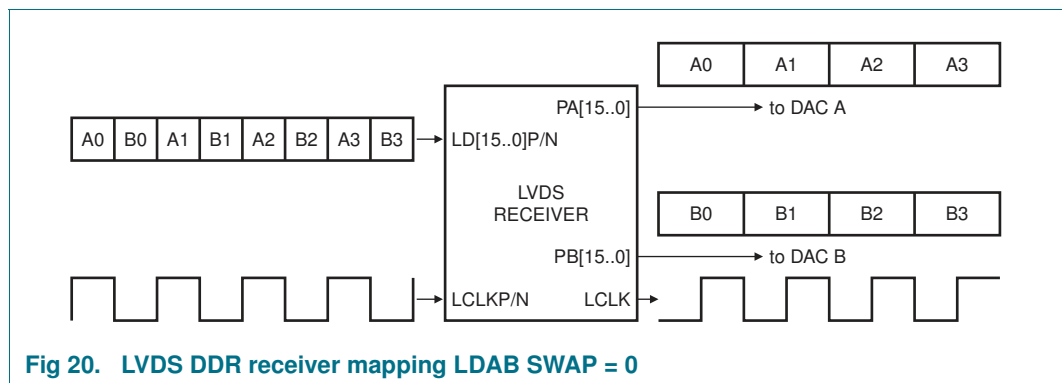 A0 A1 A2 A3
PA[15..0] to DAC A
A0 B0 A1 B1 A2 B2 A3 B3 LD[15..0]P/N
LVDS
RECEIVER
B0 B1 B2 B3
PB[15..0] to DAC B
LCLKP/N LCLK
Fig 20. LVDS DDR receiver mapping LDAB SWAP = 0